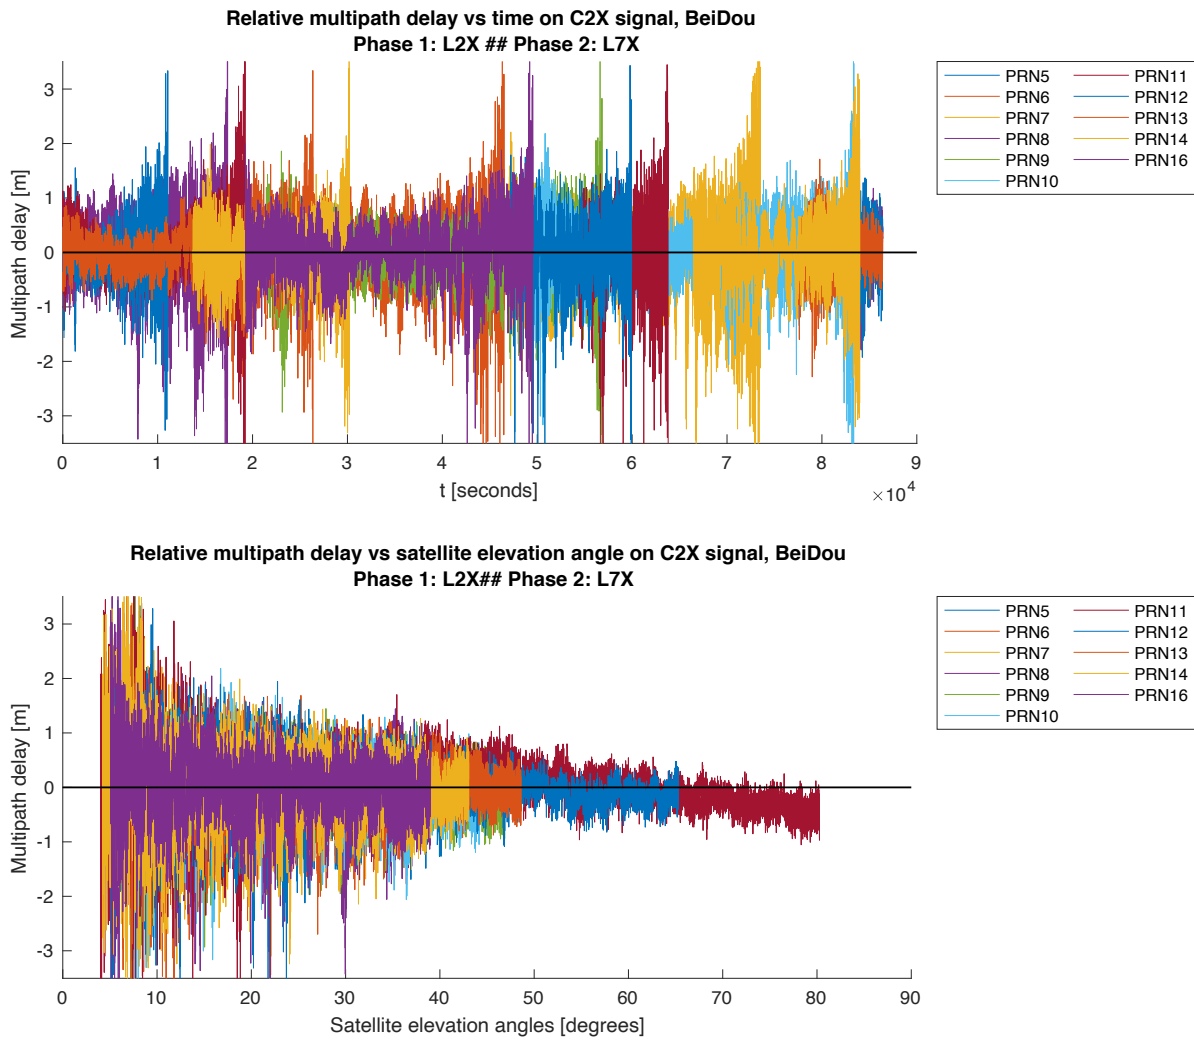 Relative multipath delay vs time on C2X signal, BeiDou
Phase 1: L2X ## Phase 2: L7X
Multipath delay [m]
3
2
1
0
-1
-2
-3
0 1 2 3 4 5 6 7 8 9
t [seconds]
×10^4
PRN5 PRN11
PRN6 PRN12
PRN7 PRN13
PRN8 PRN14
PRN9 PRN16
PRN10
Relative multipath delay vs satellite elevation angle on C2X signal, BeiDou
Phase 1: L2X## Phase 2: L7X
Multipath delay [m]
3
2
1
0
-1
-2
-3
0 10 20 30 40 50 60 70 80 90
Satellite elevation angles [degrees]
PRN5 PRN11
PRN6 PRN12
PRN7 PRN13
PRN8 PRN14
PRN9 PRN16
PRN10